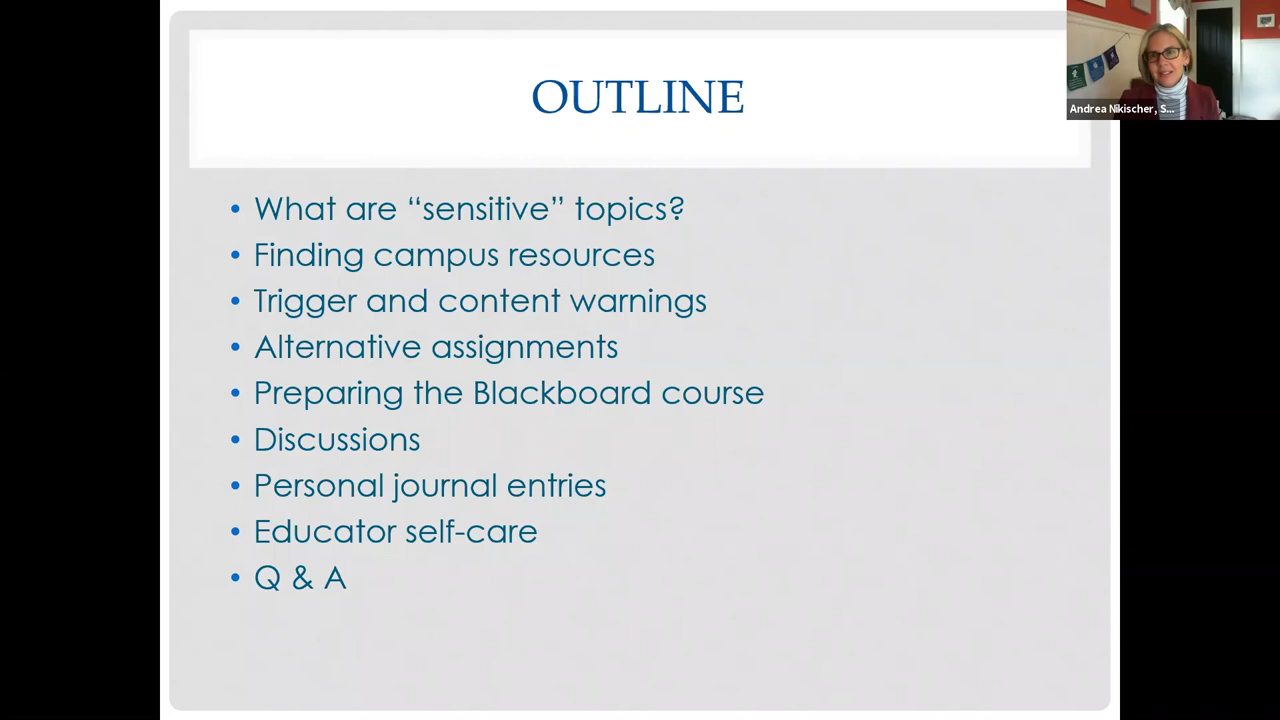 OUTLINE
Andrea Nikischer, S...
• What are “sensitive” topics?
• Finding campus resources
• Trigger and content warnings
• Alternative assignments
• Preparing the Blackboard course
• Discussions
• Personal journal entries
• Educator self-care
• Q & A